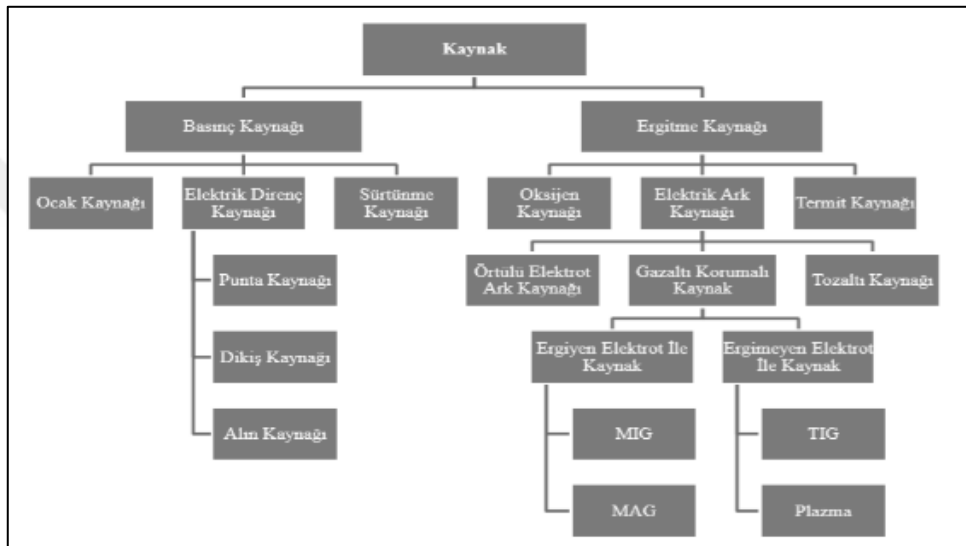 Kaynak
Basınç Kaynağı
Ergitme Kaynağı
Ocak Kaynağı
Elektrik Direnç
Kaynağı
Sürtünme
Kaynağı
Oksijen
Kaynağı
Elektrik Ark
Kaynağı
Termit Kaynağı
Punta Kaynağı
Dikiş Kaynağı
Alın Kaynağı
Örtülü Elektrot
Ark Kaynağı
Gazaltı Korumalı
Kaynak
Tozaltı Kaynağı
Ergiyen Elektrot İle
Kaynak
Ergimeyen Elektrot
İle Kaynak
MIG
MAG
TIG
Plazma